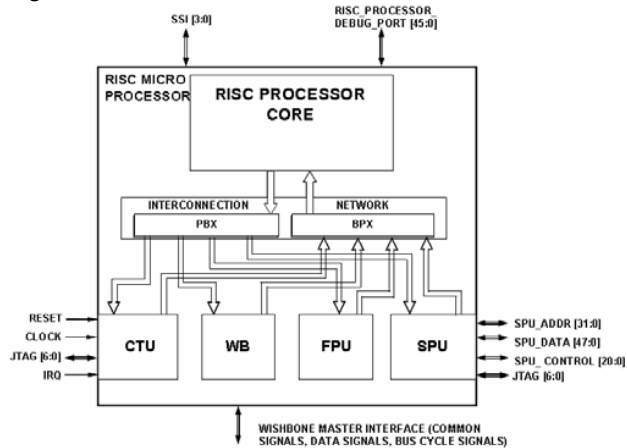 SSI [3:0]
RISC_PROCESSOR_
DEBUG_PORT [45:0]
RISC MICRO
PROCESSOR
RISC PROCESSOR
CORE
INTERCONNECTION NETWORK
PBX BPX
RESET
CLOCK
JTAG [6:0]
IRQ
CTU WB FPU SPU
SPU_ADDR [31:0]
SPU_DATA [47:0]
SPU_ CONTROL [20:0]
JTAG [6:0]
WISHBONE MASTER INTERFACE (COMMON
SIGNALS, DATA SIGNALS, BUS CYCLE SIGNALS)